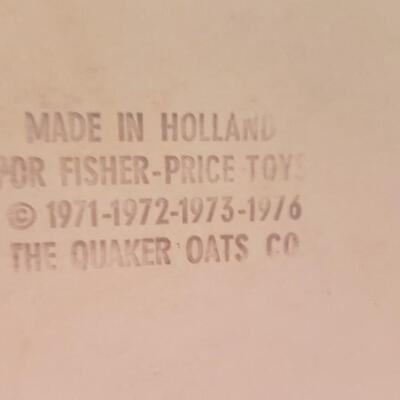 MADE IN HOLLAND
FOR FISHER-PRICE TOYS
© 1971-1972-1973-1976
THE QUAKER OATS CO